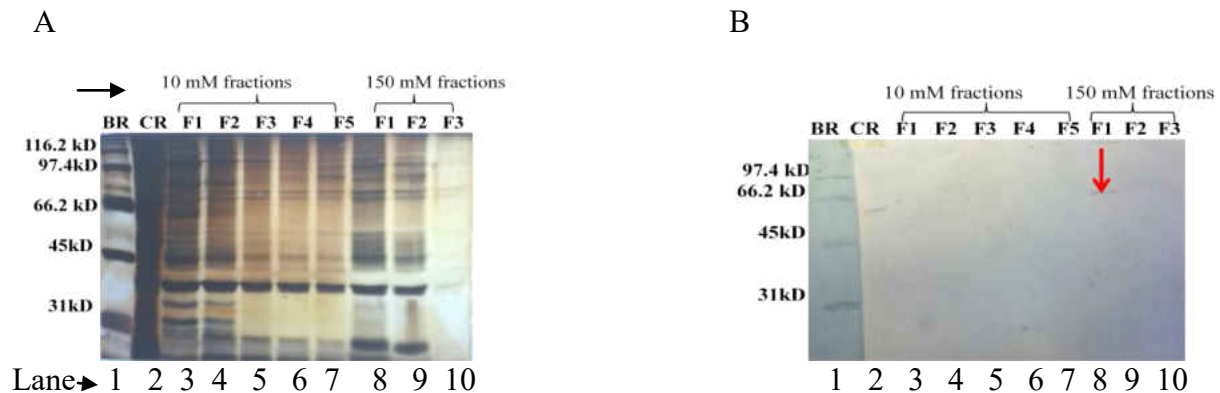 A
10 mM fractions 150 mM fractions
BR CR F1 F2 F3 F4 F5 F1 F2 F3
116.2 kD
97.4kD
66.2 kD
45kD
31kD
Lane 1 2 3 4 5 6 7 8 9 10
B
10 mM fractions 150 mM fractions
BR CR F1 F2 F3 F4 F5 F1 F2 F3
97.4 kD
66.2 kD
45kD
31kD
1 2 3 4 5 6 7 8 9 10